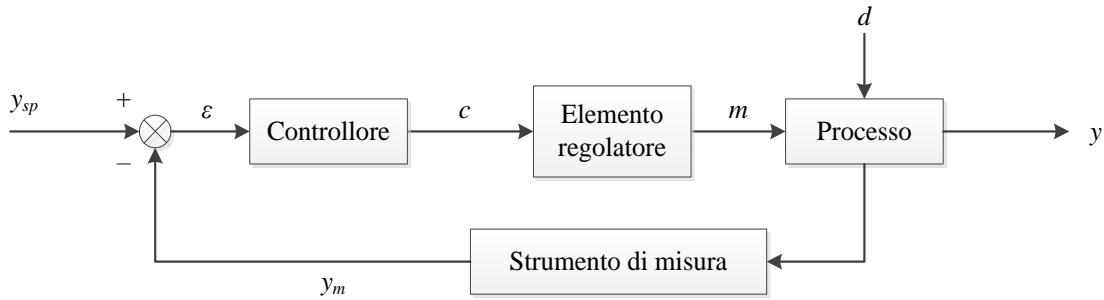 d
y_sp
+
ε
Controllore
c
Elemento
regolatore
m
Processo
y
−
Strumento di misura
y_m